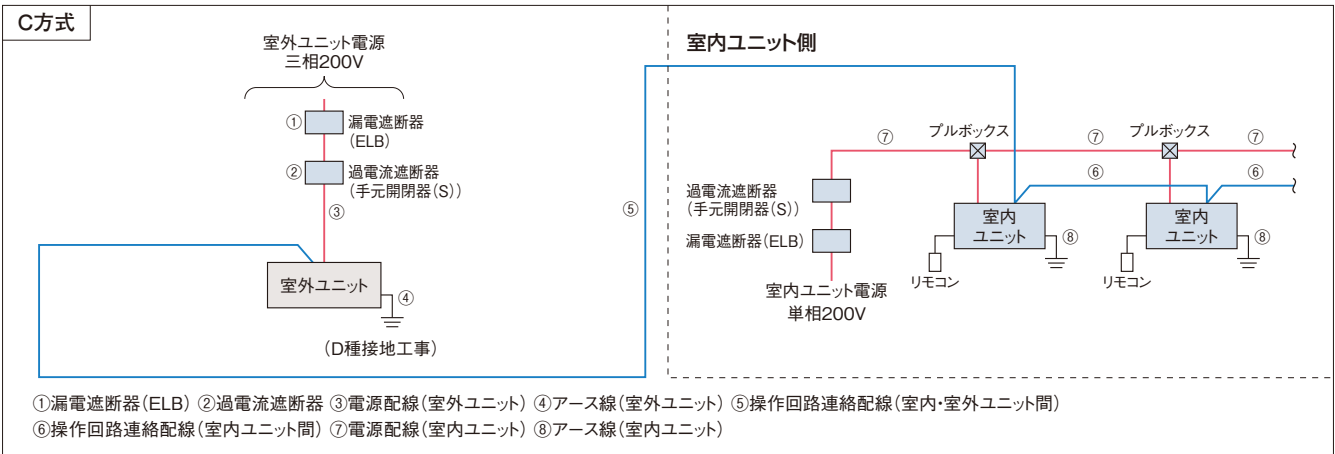 C方式
室外ユニット電源
三相200V
① 漏電遮断器
(ELB)
② 過電流遮断器
(手元開閉器(S))
③
室外ユニット
④
(D種接地工事)
⑤
室内ユニット側
⑦ プルボックス ⑦ プルボックス ⑦
⑥ ⑥
過電流遮断器
(手元開閉器(S))
漏電遮断器(ELB)
室内ユニット電源
単相200V
室内
ユニット
⑧
リモコン
室内
ユニット
⑧
リモコン
①漏電遮断器(ELB) ②過電流遮断器 ③電源配線(室外ユニット) ④アース線(室外ユニット) ⑤操作回路連絡配線(室内・室外ユニット間)
⑥操作回路連絡配線(室内ユニット間) ⑦電源配線(室内ユニット) ⑧アース線(室内ユニット)